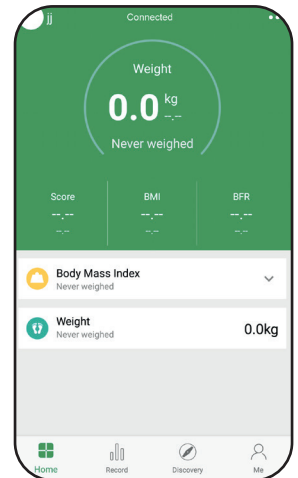 jj Connected
Weight
0.0 kg
--.--
Never weighed
Score BMI BFR
--.-- --.-- --.--
--.-- --.-- --.--
Body Mass Index
Never weighed
Weight
Never weighed
0.0kg
Home Record Discovery Me